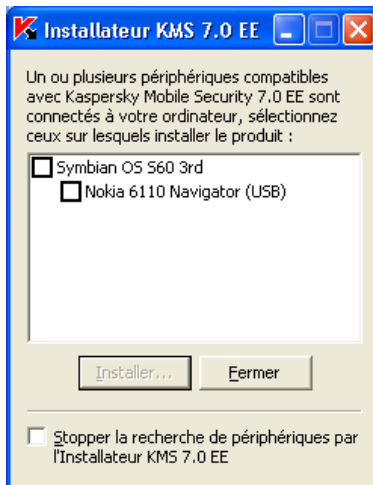 Installateur KMS 7.0 EE
Un ou plusieurs périphériques compatibles
avec Kaspersky Mobile Security 7.0 EE sont
connectés à votre ordinateur, sélectionnez
ceux sur lesquels installer le produit :
Symbian OS S60 3rd
Nokia 6110 Navigator (USB)
Installer... Fermer
Stopper la recherche de périphériques par
l'Installateur KMS 7.0 EE